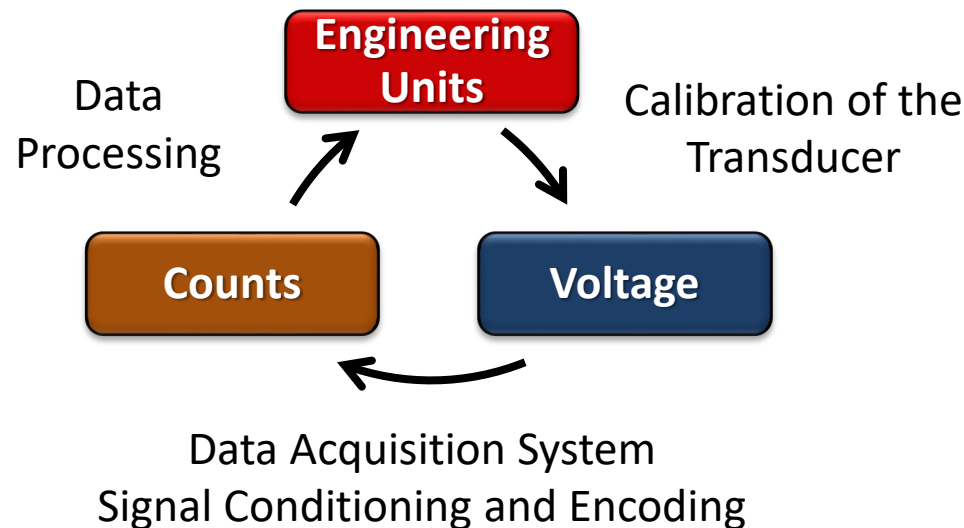 Engineering
Units
Data
Processing
Calibration of the
Transducer
Counts
Voltage
Data Acquisition System
Signal Conditioning and Encoding